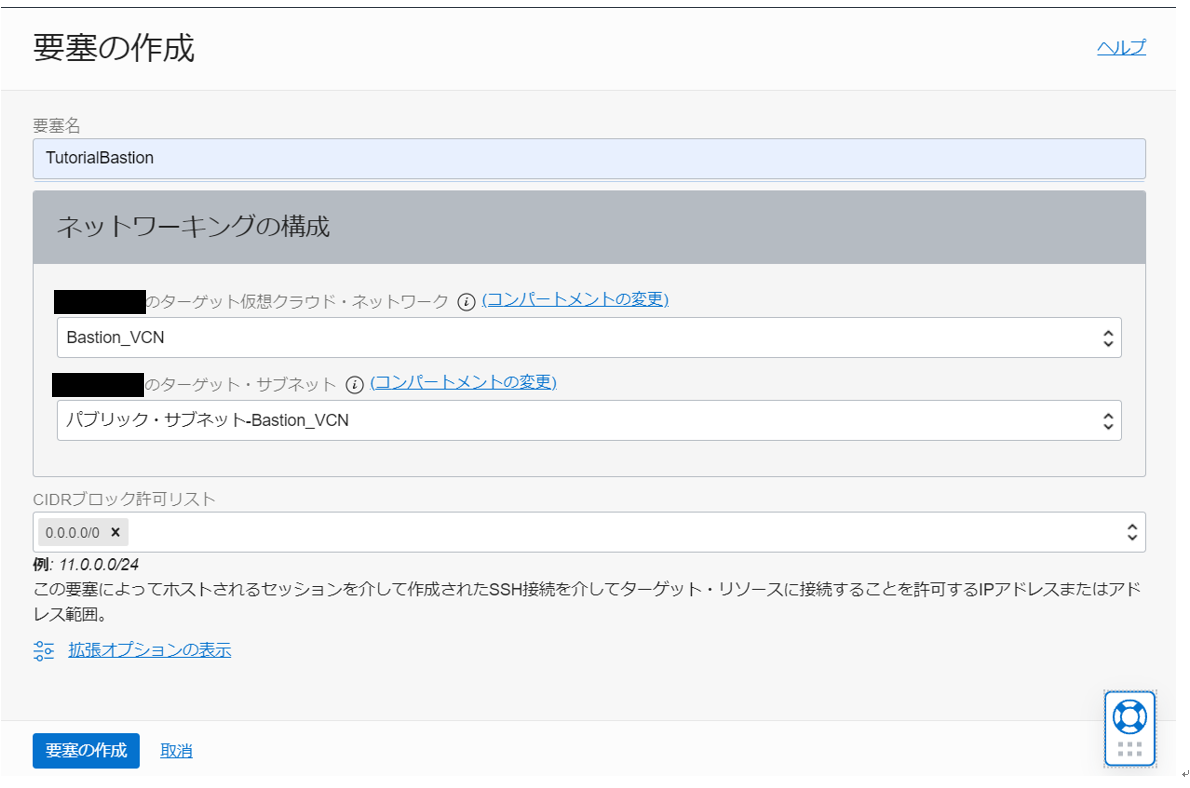 要塞の作成
ヘルプ
要塞名
TutorialBastion
ネットワーキングの構成
のターゲット仮想クラウド・ネットワーク (コンパートメントの変更)
Bastion_VCN
のターゲット・サブネット (コンパートメントの変更)
パブリック・サブネット-Bastion_VCN
CIDRブロック許可リスト
0.0.0.0/0
例: 11.0.0.0/24
この要塞によってホストされるセッションを介して作成されたSSH接続を介してターゲット・リソースに接続することを許可するIPアドレスまたはアド
レス範囲。
拡張オプションの表示
要塞の作成 取消